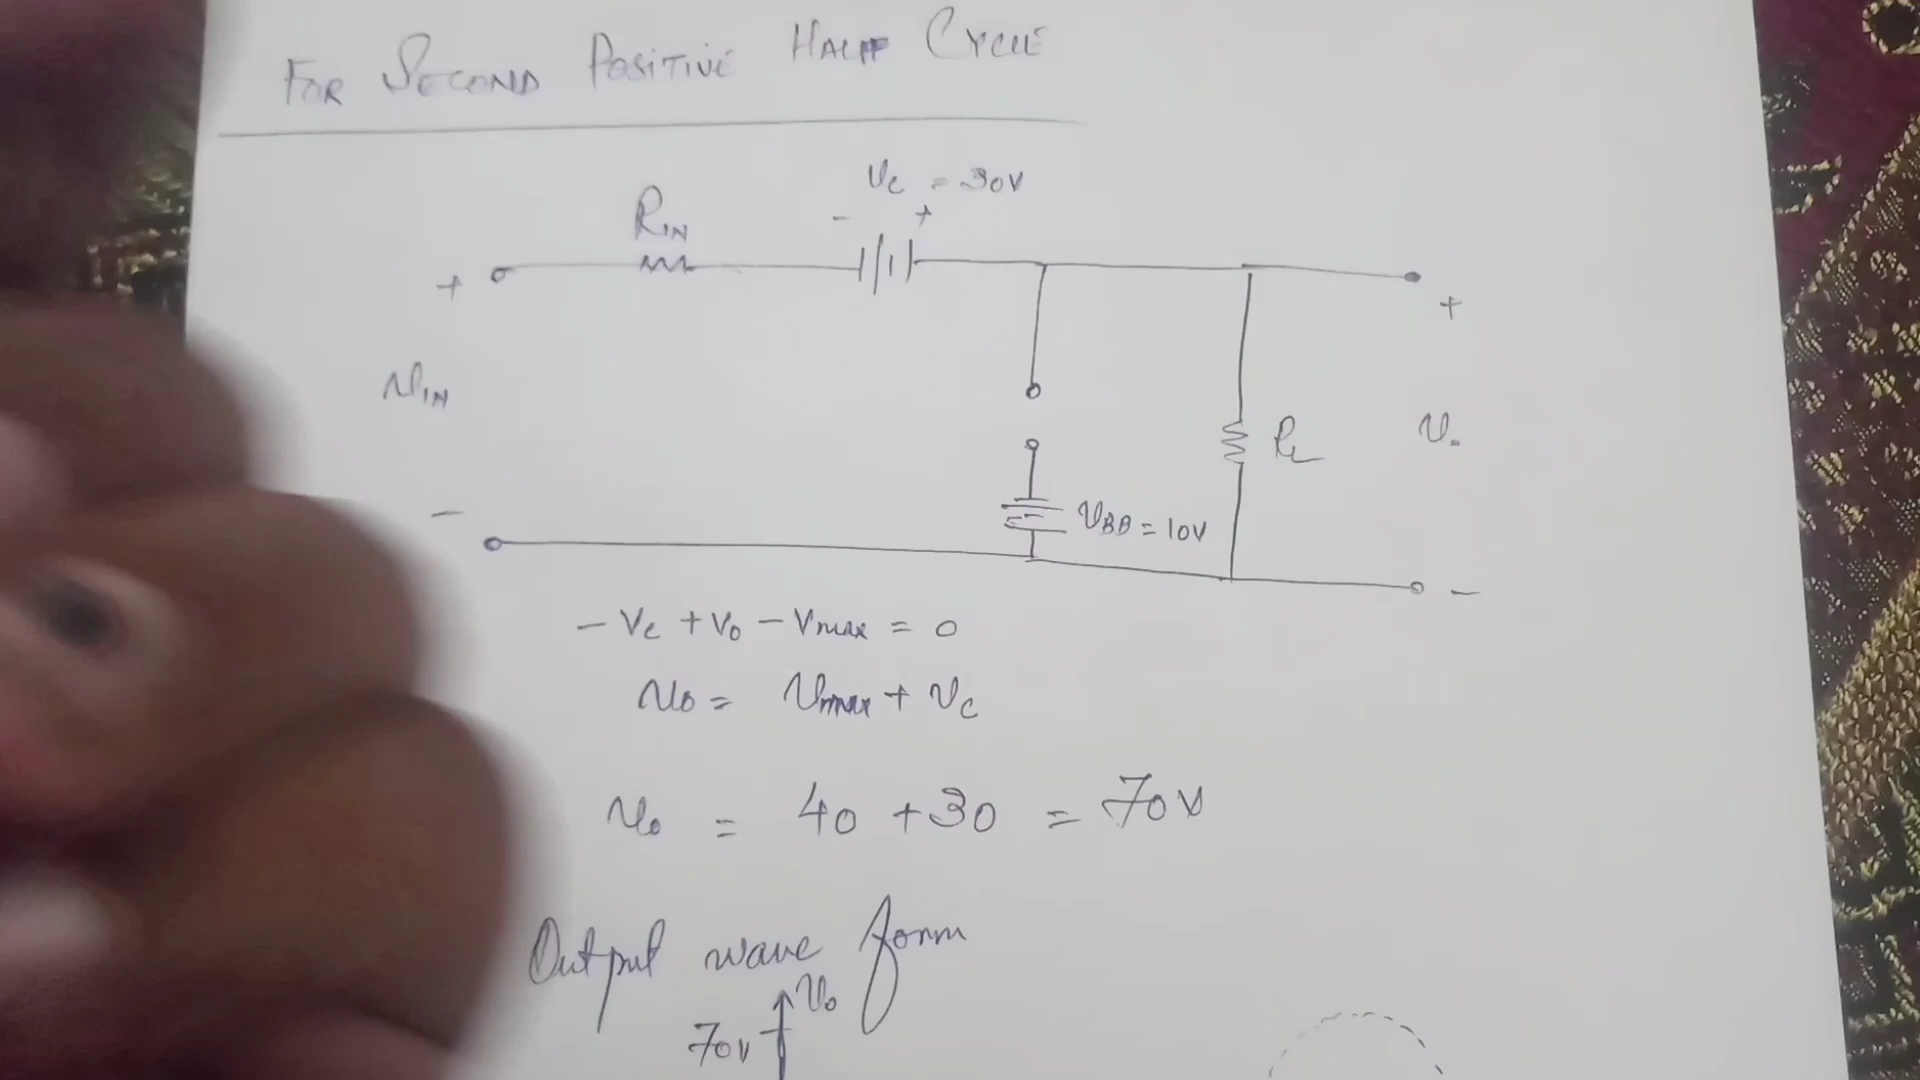 FOR SECOND POSITIVE HALF CYCLE
Vc = 30V
- +
RIN
+
+
VIN
RL
Vo
-
VBB = 10V
-
- Vc + Vo - Vmax = 0
Vo = Vmax + Vc
Vo = 40 + 30 = 70V
Output wave form
Vo
70V